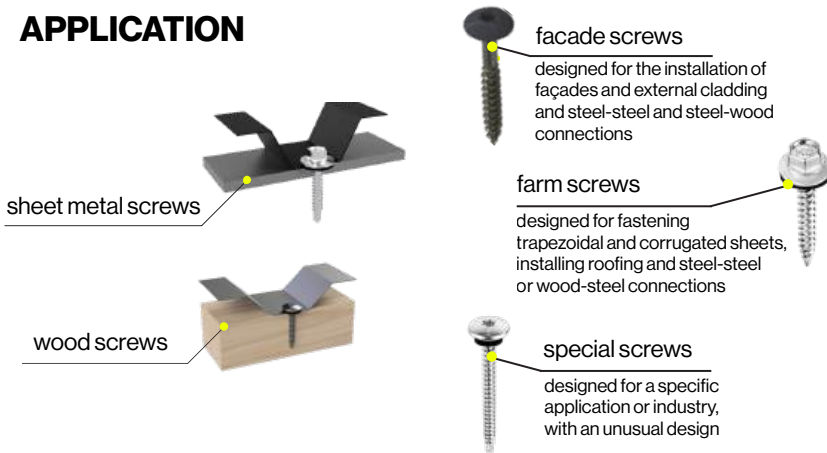 APPLICATION
sheet metal screws
wood screws
facade screws
designed for the installation of
façades and external cladding
and steel-steel and steel-wood
connections
farm screws
designed for fastening
trapezoidal and corrugated sheets,
installing roofing and steel-steel
or wood-steel connections
special screws
designed for a specific
application or industry,
with an unusual design